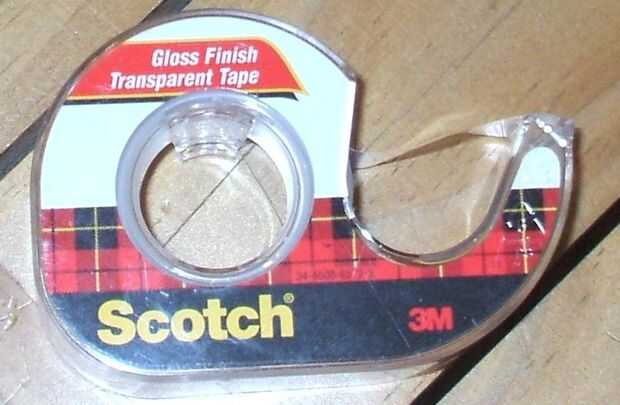 Gloss Finish
Transparent Tape
Scotch®
3M